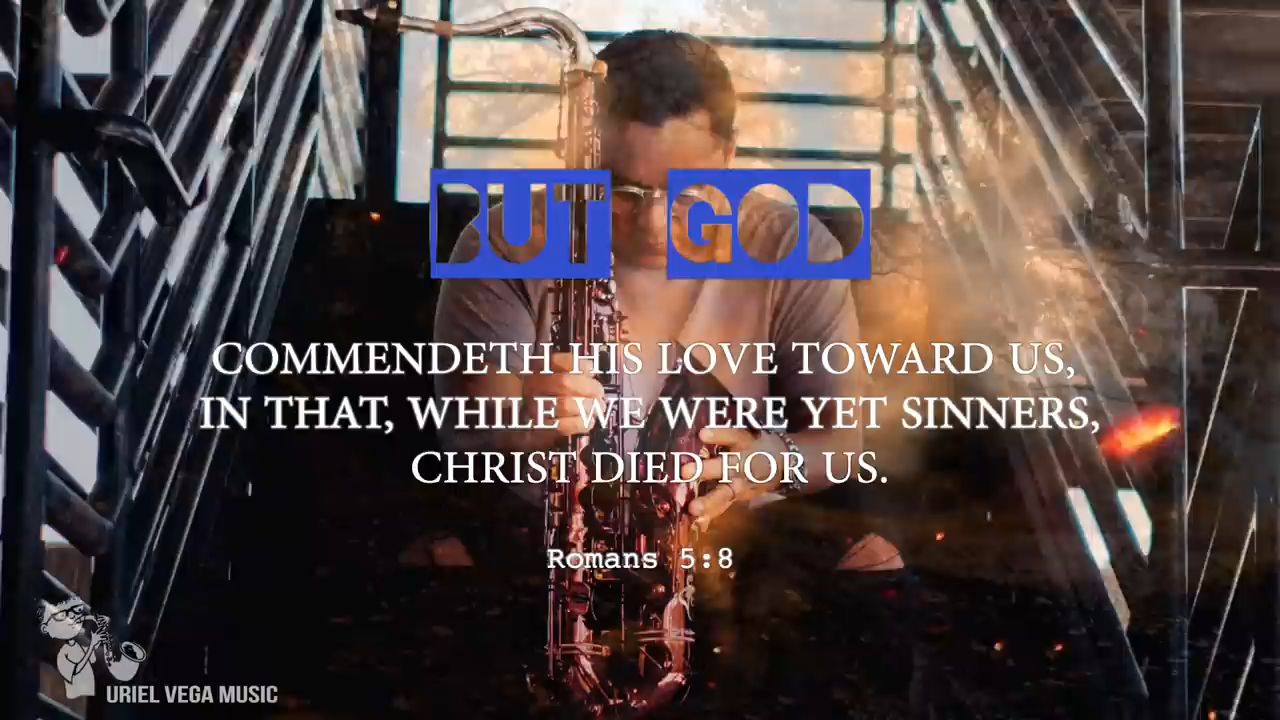 BUT GOD
COMMENDETH HIS LOVE TOWARD US,
IN THAT, WHILE WE WERE YET SINNERS,
CHRIST DIED FOR US.
Romans 5:8
URIEL VEGA MUSIC